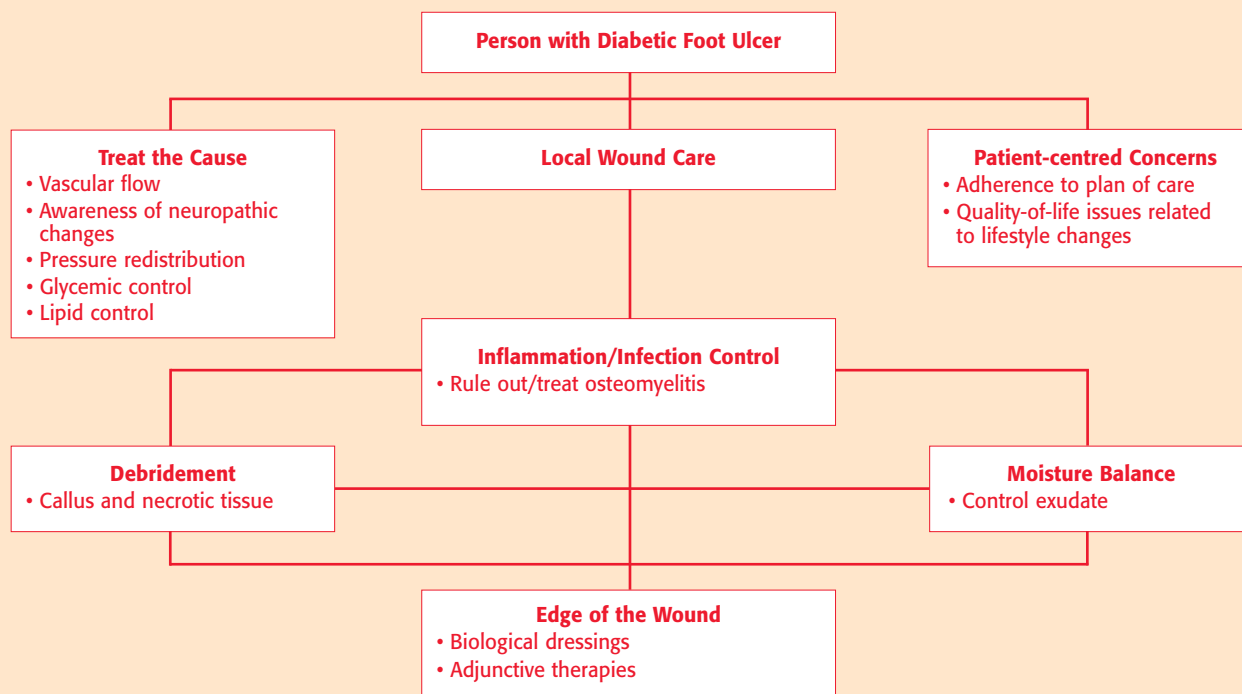 Person with Diabetic Foot Ulcer
Treat the Cause
• Vascular flow
• Awareness of neuropathic
changes
• Pressure redistribution
• Glycemic control
• Lipid control
Local Wound Care
Patient-centred Concerns
• Adherence to plan of care
• Quality-of-life issues related
to lifestyle changes
Inflammation/Infection Control
• Rule out/treat osteomyelitis
Debridement
• Callus and necrotic tissue
Moisture Balance
• Control exudate
Edge of the Wound
• Biological dressings
• Adjunctive therapies